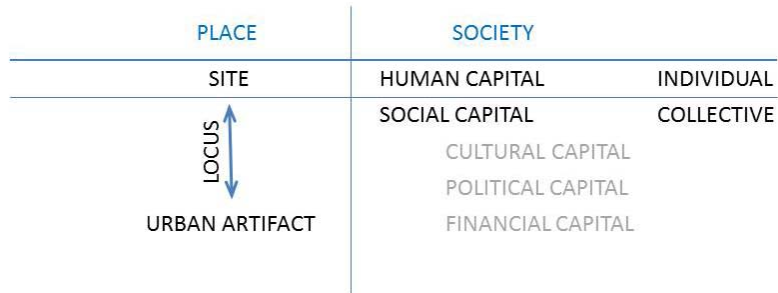 PLACE SOCIETY
SITE HUMAN CAPITAL INDIVIDUAL
SOCIAL CAPITAL COLLECTIVE
LOCUS
CULTURAL CAPITAL
POLITICAL CAPITAL
URBAN ARTIFACT FINANCIAL CAPITAL